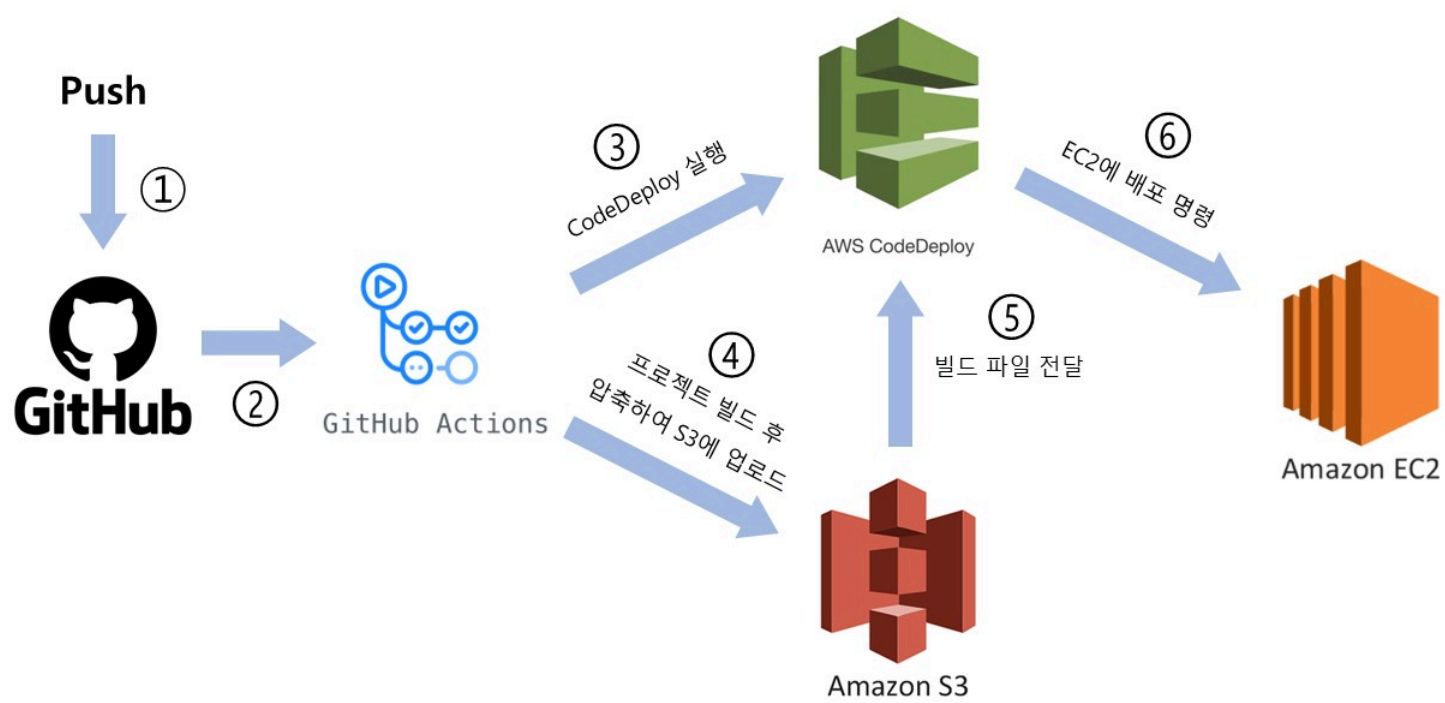 Push
①
GitHub
②
GitHub Actions
③
CodeDeploy 실행
④
프로젝트 빌드 후
압축하여 S3에 업로드
AWS CodeDeploy
⑤
빌드 파일 전달
Amazon S3
⑥
EC2에 배포 명령
Amazon EC2